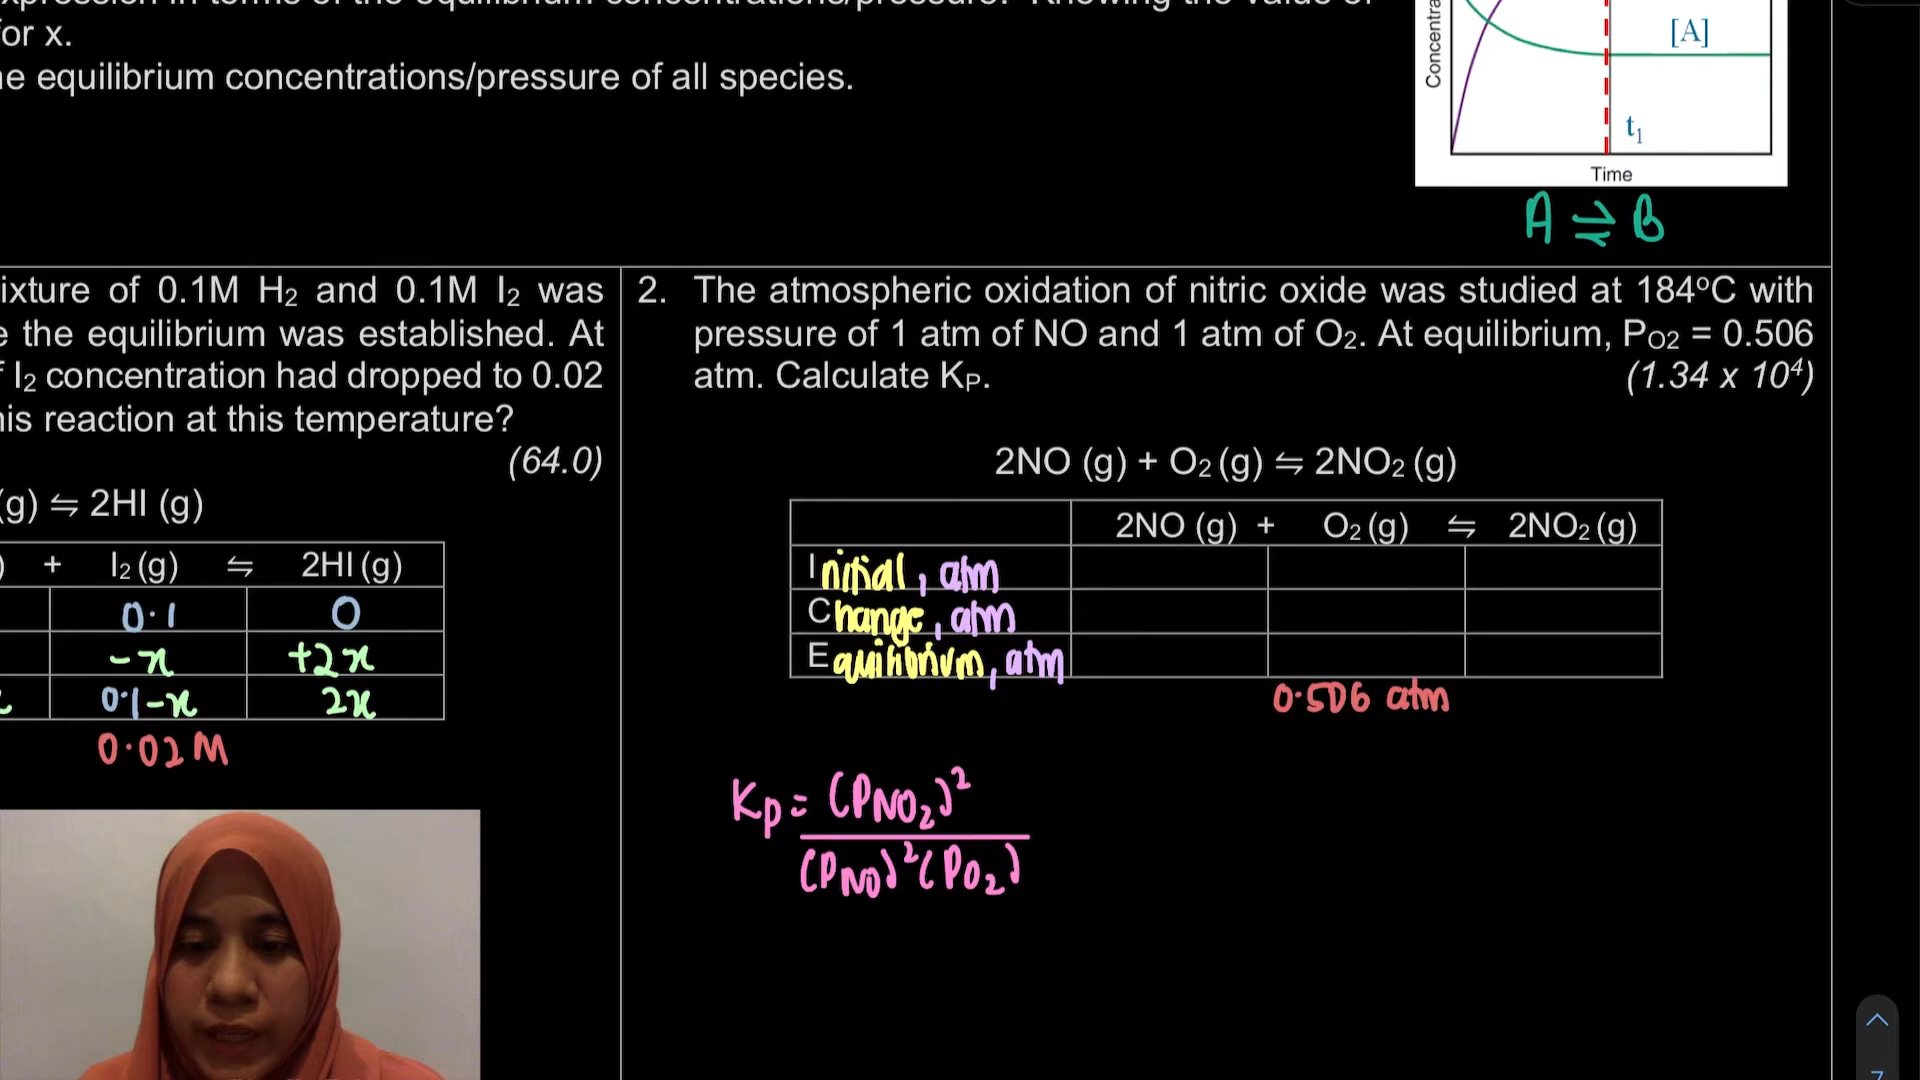 for x.
he equilibrium concentrations/pressure of all species.
Concentra
[A]
t1
Time
A ⇌ B
ixture of 0.1M H2 and 0.1M I2 was
e the equilibrium was established. At
f I2 concentration had dropped to 0.02
his reaction at this temperature?
(64.0)
(g) ⇋ 2HI (g)
) + I2 (g) ⇋ 2HI (g)
0.1 0
-x +2x
0.1-x 2x
0.02 M
2. The atmospheric oxidation of nitric oxide was studied at 184ºC with
pressure of 1 atm of NO and 1 atm of O2. At equilibrium, PO2 = 0.506
atm. Calculate KP. (1.34 x 10⁴)
2NO (g) + O2 (g) ⇋ 2NO2 (g)
2NO (g) + O2 (g) ⇋ 2NO2 (g)
Initial, atm
Change, atm
Equilibrium, atm
0.506 atm
Kp = (PNO2)²
(PNO)² (PO2)